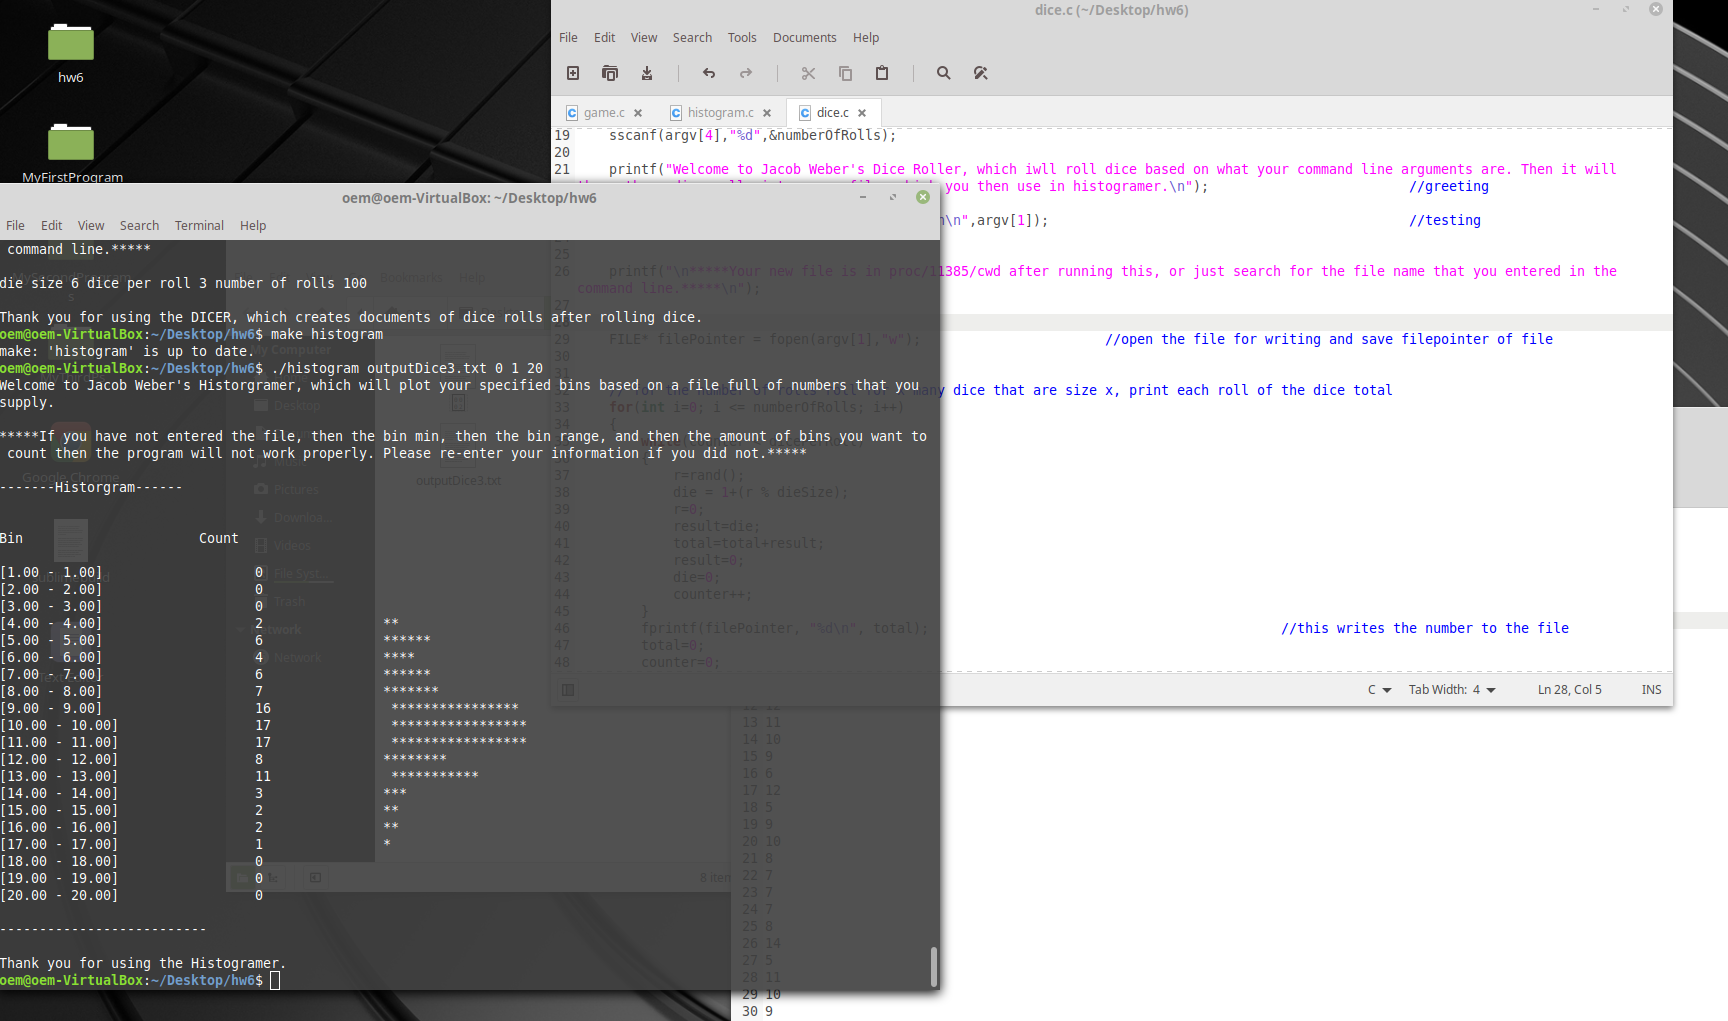 hw6
MyFirstProgram
dice.c (~/Desktop/hw6)
File Edit View Search Tools Documents Help
game.c histogram.c dice.c
19 sscanf(argv[4],"%d",&numberOfRolls);
20
21 printf("Welcome to Jacob Weber's Dice Roller, which iwll roll dice based on what your command line arguments are. Then it will
you then use in histogramer.\n"); //greeting
\n",argv[1]); //testing
25
26 printf("\n*****Your new file is in proc/11385/cwd after running this, or just search for the file name that you entered in the
command line.*****\n");
27
29 FILE* filePointer = fopen(argv[1],"w"); //open the file for writing and save filepointer of file
30
31
many dice that are size x, print each roll of the dice total
33 for(int i=0; i <= numberOfRolls; i++)
34 {
37 r=rand();
38 die = 1+(r % dieSize);
39 r=0;
40 result=die;
41 total=total+result;
42 result=0;
43 die=0;
44 counter++;
45 }
46 fprintf(filePointer, "%d\n", total); //this writes the number to the file
47 total=0;
48 counter=0;
C Tab Width: 4 Ln 28, Col 5 INS
oem@oem-VirtualBox: ~/Desktop/hw6
File Edit View Search Terminal Help
command line.*****
die size 6 dice per roll 3 number of rolls 100
Thank you for using the DICER, which creates documents of dice rolls after rolling dice.
oem@oem-VirtualBox:~/Desktop/hw6$ make histogram
make: 'histogram' is up to date.
oem@oem-VirtualBox:~/Desktop/hw6$ ./histogram outputDice3.txt 0 1 20
Welcome to Jacob Weber's Historgramer, which will plot your specified bins based on a file full of numbers that you
supply.
*****If you have not entered the file, then the bin min, then the bin range, and then the amount of bins you want to
count then the program will not work properly. Please re-enter your information if you did not.*****
-------Historgram------
Bin Count
[1.00 - 1.00] 0
[2.00 - 2.00] 0
[3.00 - 3.00] 0
[4.00 - 4.00] 2 **
[5.00 - 5.00] 6 ******
[6.00 - 6.00] 4 ****
[7.00 - 7.00] 6 ******
[8.00 - 8.00] 7 *******
[9.00 - 9.00] 16 ****************
[10.00 - 10.00] 17 *****************
[11.00 - 11.00] 17 *****************
[12.00 - 12.00] 8 ********
[13.00 - 13.00] 11 ***********
[14.00 - 14.00] 3 ***
[15.00 - 15.00] 2 **
[16.00 - 16.00] 2 **
[17.00 - 17.00] 1 *
[18.00 - 18.00] 0
[19.00 - 19.00] 0
[20.00 - 20.00] 0
--------------------------
Thank you for using the Histogramer.
oem@oem-VirtualBox:~/Desktop/hw6$
Bookmarks Help
My Computer
Desktop
Pictures
Downloa...
Videos
File Syst...
Trash
Network
Network
outputDice3.txt
Google Chrome
13 11
14 10
15 9
16 6
17 12
18 5
19 9
20 10
21 8
22 7
23 7
24 7
25 8
26 14
27 5
28 11
29 10
30 9